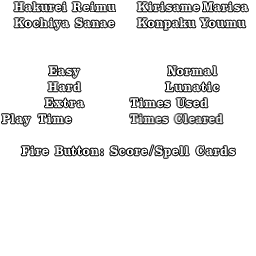 Hakurei Reimu Kirisame Marisa
Kochiya Sanae Konpaku Youmu
Easy Normal
Hard Lunatic
Extra Times Used
Play Time Times Cleared
Fire Button: Score/Spell Cards